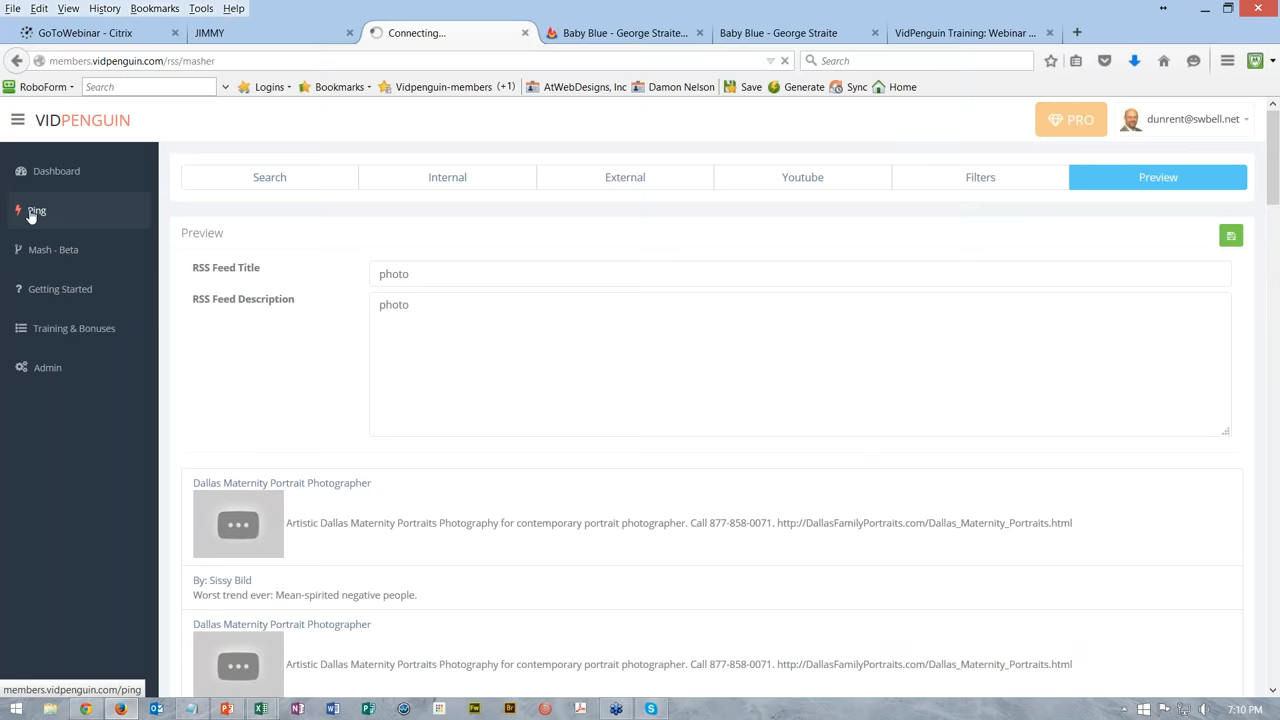 File Edit View History Bookmarks Tools Help
GoToWebinar - Citrix × JIMMY × Connecting... × Baby Blue - George Straite... × Baby Blue - George Straite × VidPenguin Training: Webinar ... × +
members.vidpenguin.com/rss/masher Search
RoboForm Search Logins Bookmarks Vidpenguin-members (+1) AtWebDesigns, Inc Damon Nelson Save Generate Sync Home
VIDPENGUIN PRO dunrent@swbell.net
Dashboard
Ping
Mash - Beta
Getting Started
Training & Bonuses
Admin
Search Internal External Youtube Filters Preview
Preview
RSS Feed Title photo
RSS Feed Description photo
Dallas Maternity Portrait Photographer
Artistic Dallas Maternity Portraits Photography for contemporary portrait photographer. Call 877-858-0071. http://DallasFamilyPortraits.com/Dallas_Maternity_Portraits.html
By: Sissy Bild
Worst trend ever: Mean-spirited negative people.
Dallas Maternity Portrait Photographer
Artistic Dallas Maternity Portraits Photography for contemporary portrait photographer. Call 877-858-0071. http://DallasFamilyPortraits.com/Dallas_Maternity_Portraits.html
members.vidpenguin.com/ping
7:10 PM